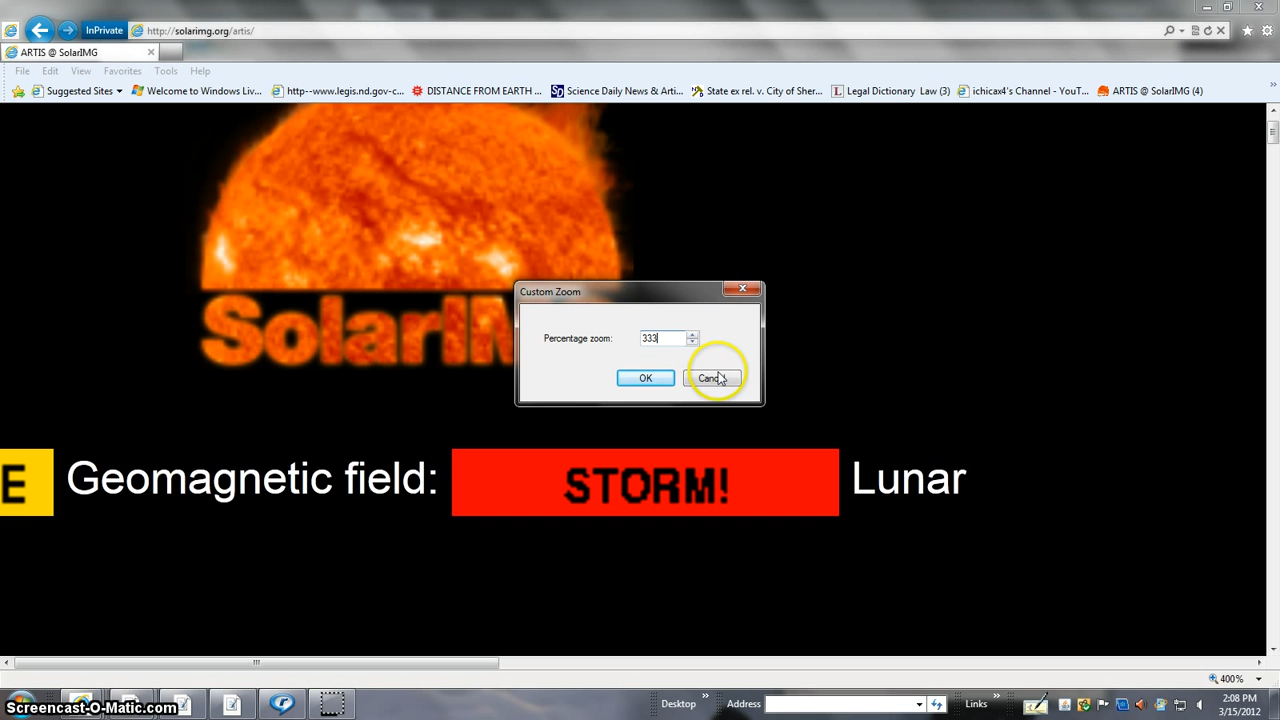 InPrivate
http://solarimg.org/artis/
ARTIS @ SolarIMG
File Edit View Favorites Tools Help
Suggested Sites
Welcome to Windows Liv...
http--www.legis.nd.gov-c...
DISTANCE FROM EARTH ...
Science Daily News & Arti...
State ex rel. v. City of Sher...
Legal Dictionary Law (3)
ichicax4's Channel - YouT...
ARTIS @ SolarIMG (4)
Custom Zoom
Percentage zoom: 333
OK
E Geomagnetic field: STORM! Lunar
400%
Desktop
Address
Links
2:08 PM
3/15/2012
Screencast-O-Matic.com